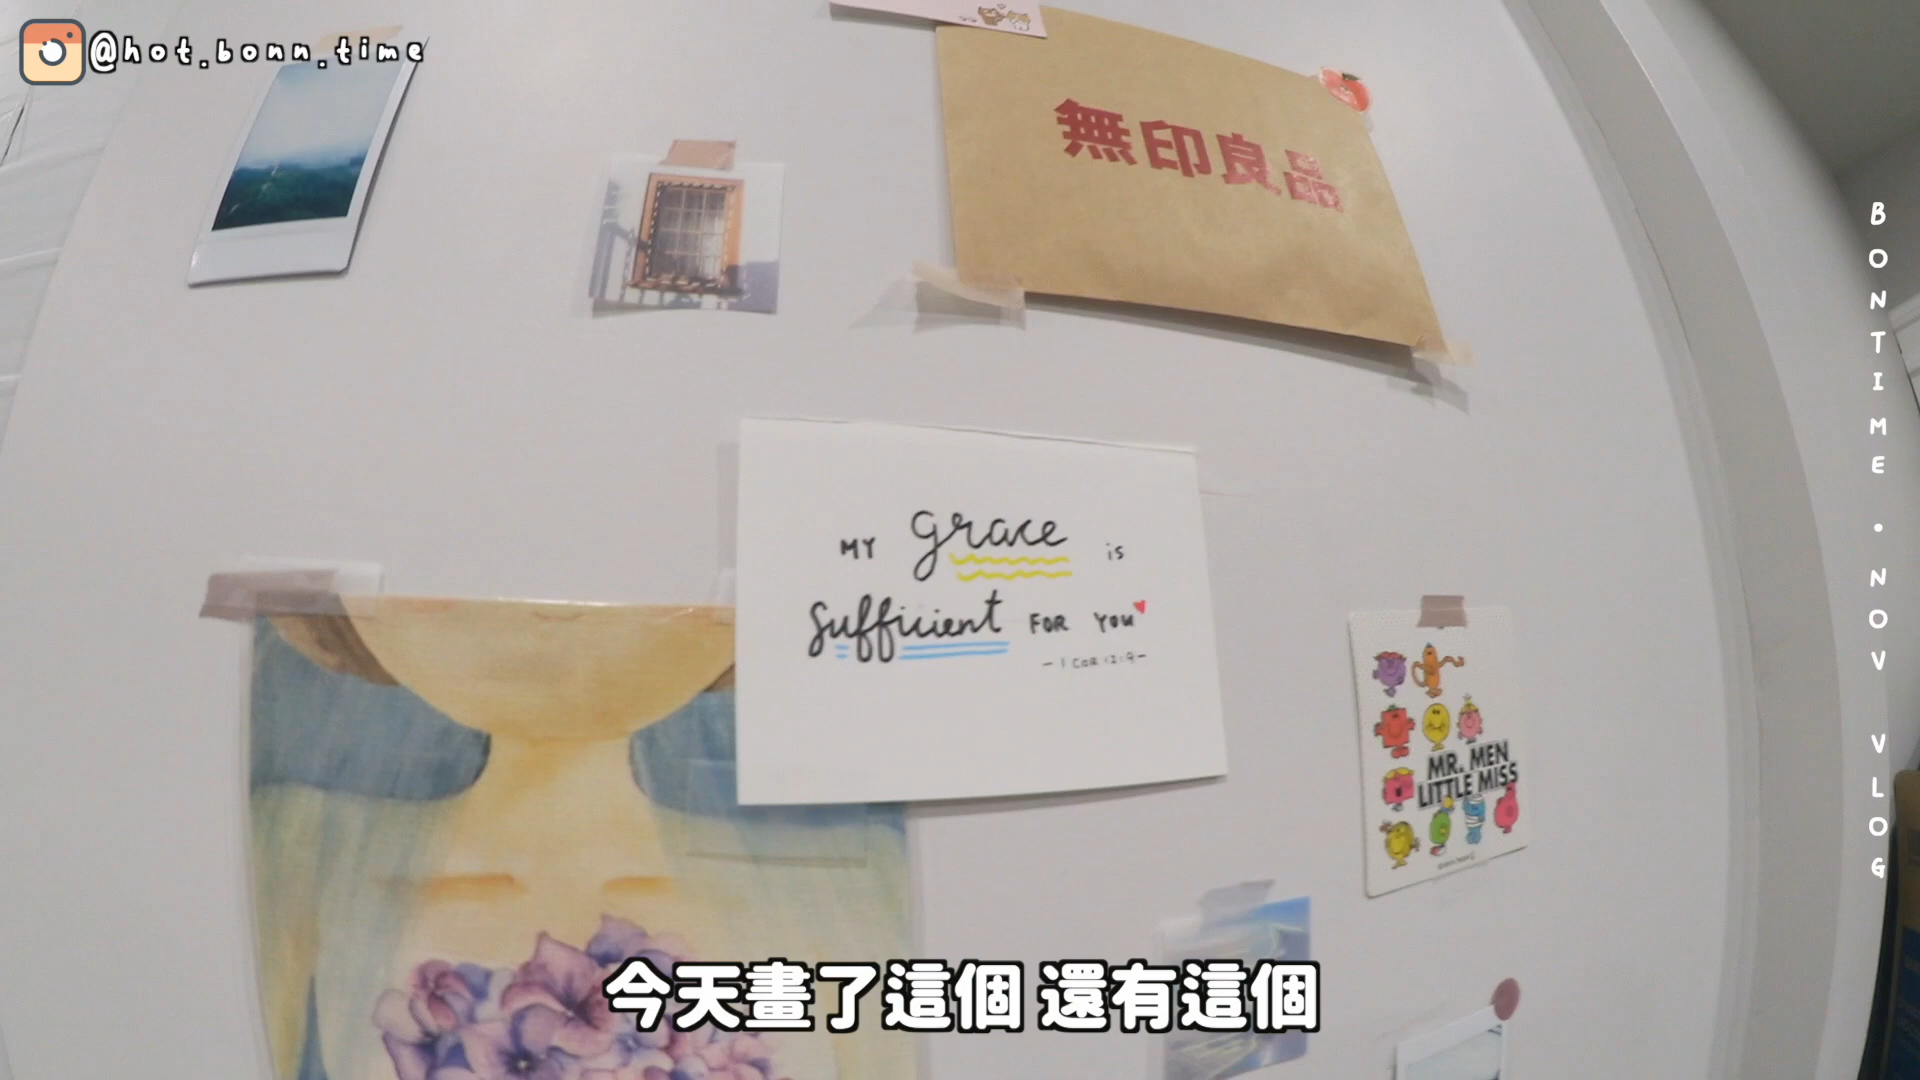 @hot.bonn.time
無印良品
MY grace is
sufficient FOR YOU
- 1 COR 12:9 -
MR. MEN
LITTLE MISS
今天畫了這個 還有這個
BONTIME • NOV VLOG